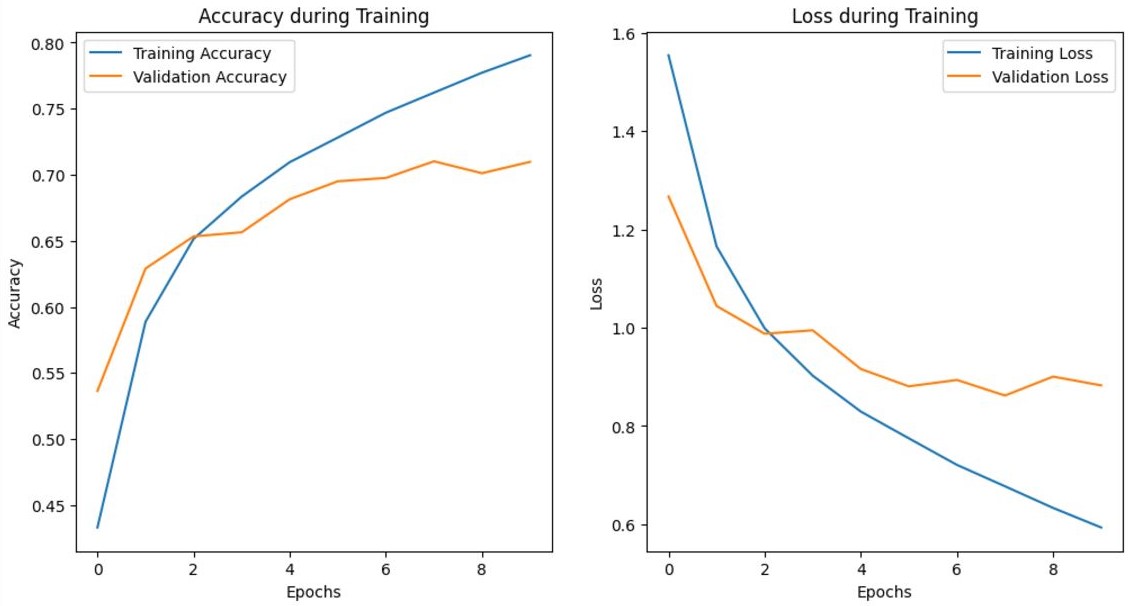 Accuracy during Training
Training Accuracy
Validation Accuracy
0.80
0.75
0.70
0.65
0.60
0.55
0.50
0.45
Accuracy
0 2 4 6 8
Epochs
Loss during Training
Training Loss
Validation Loss
1.6
1.4
1.2
1.0
0.8
0.6
Loss
0 2 4 6 8
Epochs